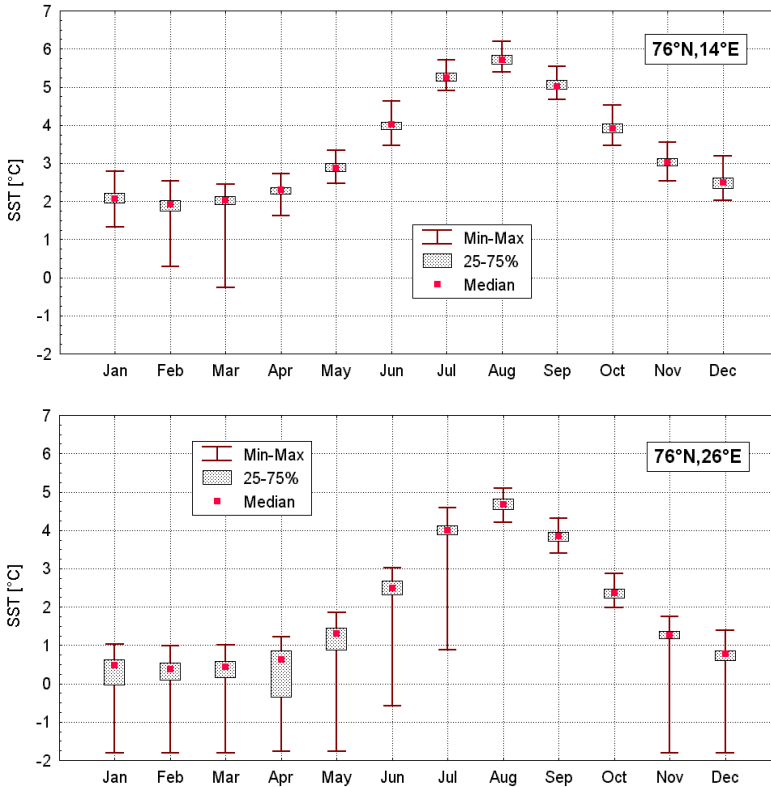 7
6
5
4
3
2
1
0
-1
-2
SST [°C]
76°N,14°E
Min-Max
25-75%
Median
Jan Feb Mar Apr May Jun Jul Aug Sep Oct Nov Dec
7
6
5
4
3
2
1
0
-1
-2
SST [°C]
76°N,26°E
Min-Max
25-75%
Median
Jan Feb Mar Apr May Jun Jul Aug Sep Oct Nov Dec